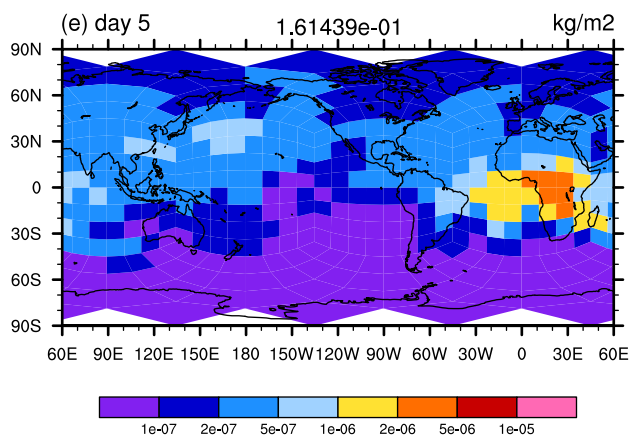 (e) day 5 1.61439e-01 kg/m2
90N
60N
30N
0
30S
60S
90S
60E 90E 120E 150E 180 150W 120W 90W 60W 30W 0 30E 60E
1e-07 2e-07 5e-07 1e-06 2e-06 5e-06 1e-05